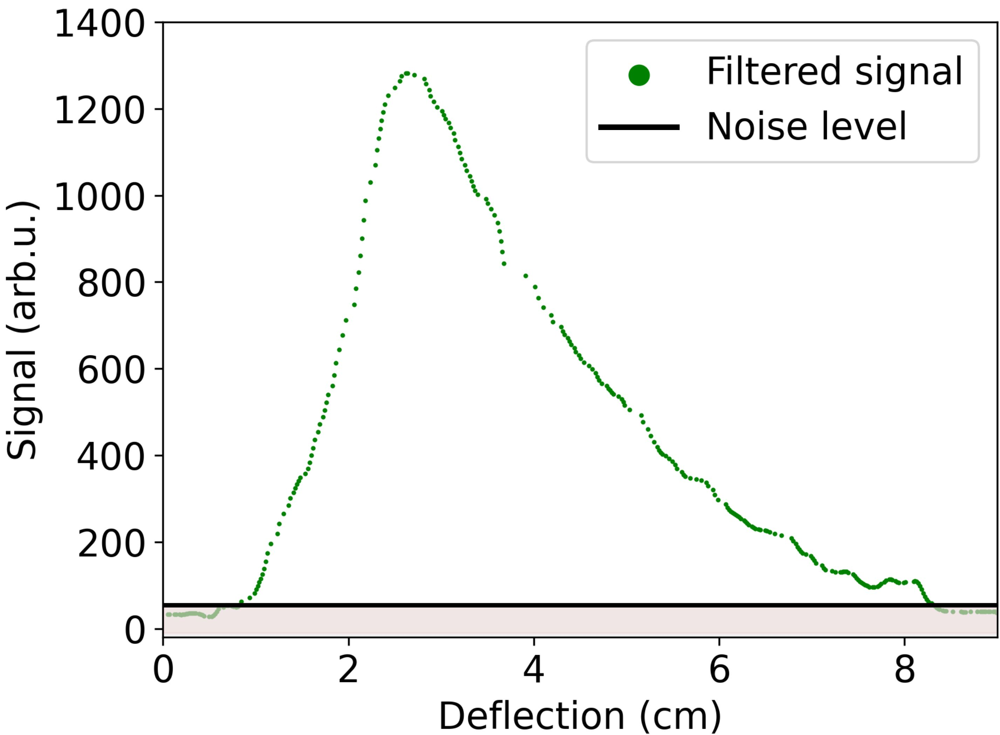 1400
1200
1000
800
600
400
200
0
Signal (arb.u.)
Filtered signal
Noise level
0 2 4 6 8
Deflection (cm)